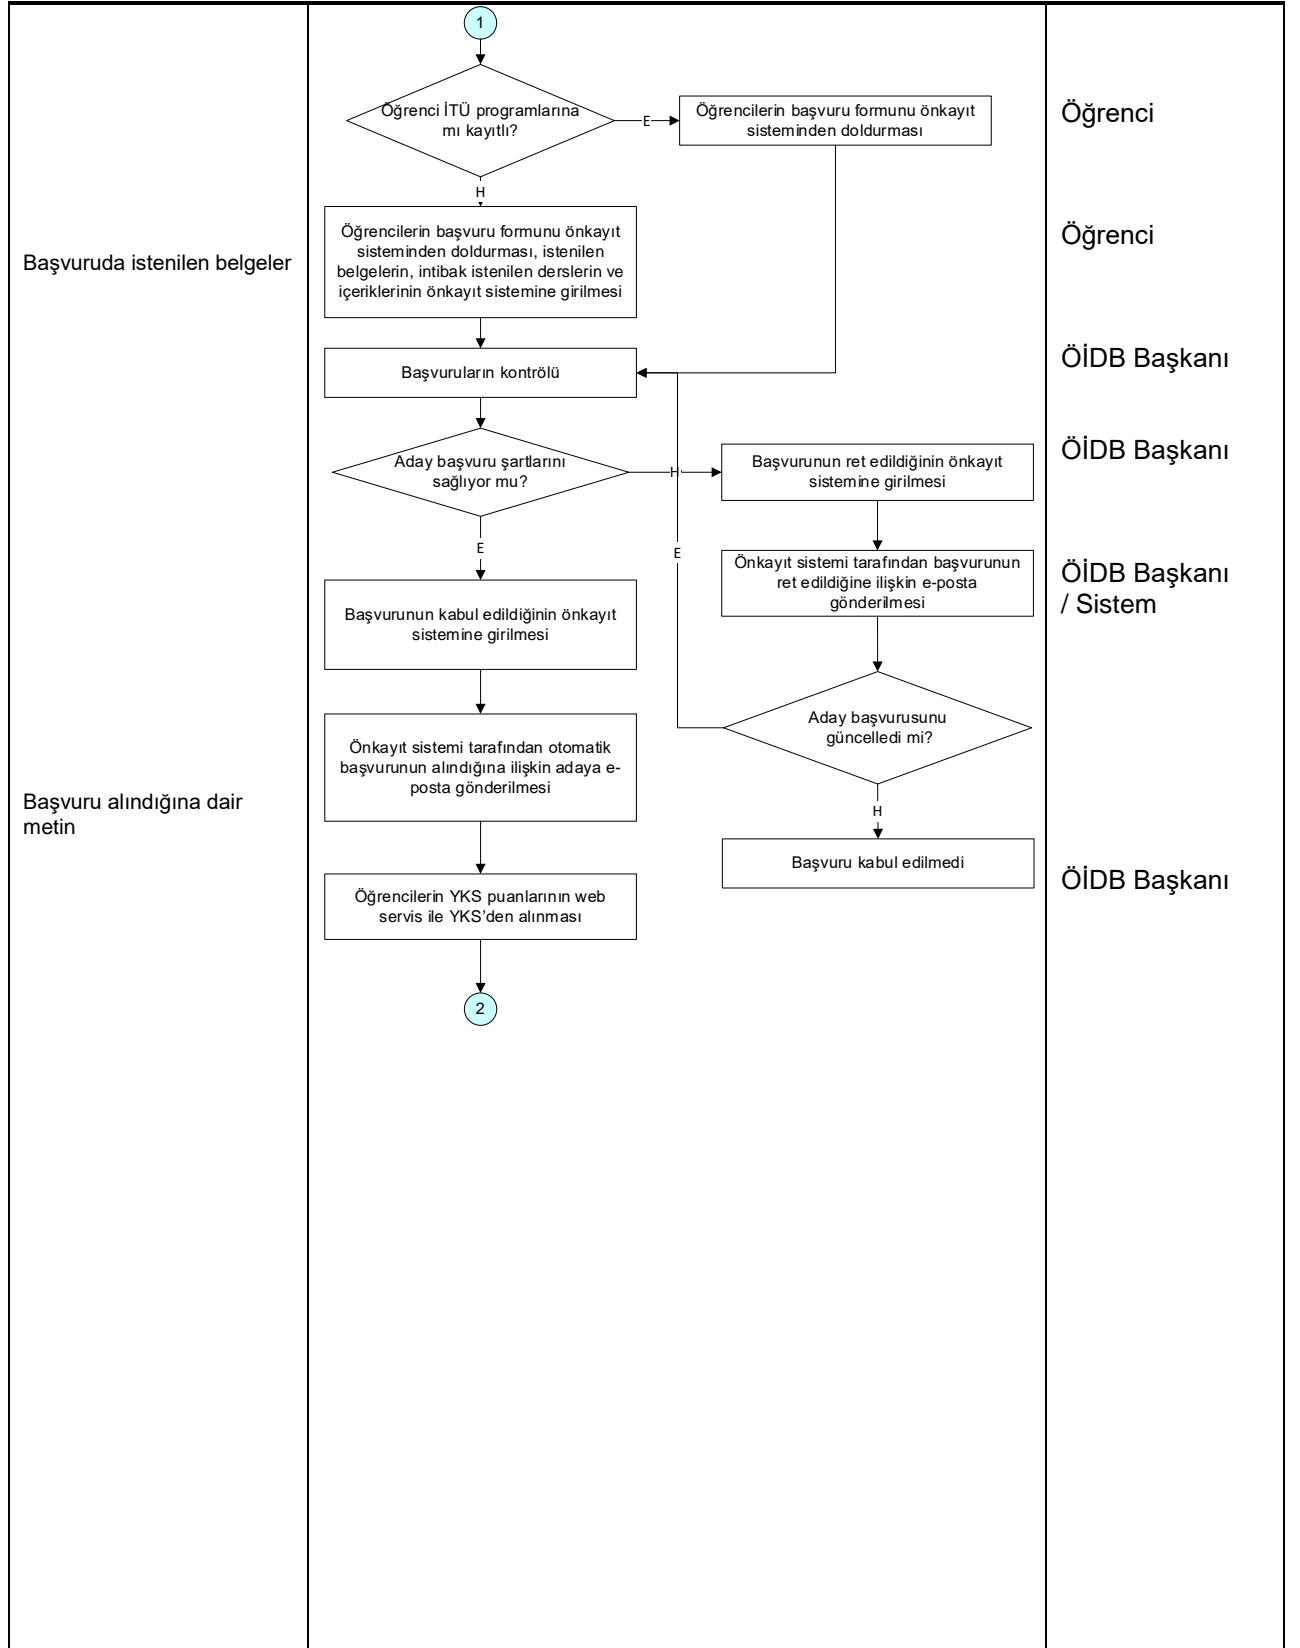 1
Öğrenci İTÜ programlarına
mı kayıtlı?
E
Öğrencilerin başvuru formunu önkayıt
sisteminden doldurması
Öğrenci
H
Başvuruda istenilen belgeler
Öğrencilerin başvuru formunu önkayıt
sisteminden doldurması, istenilen
belgelerin, intibak istenilen derslerin ve
içeriklerinin önkayıt sistemine girilmesi
Öğrenci
Başvuruların kontrölü
ÖİDB Başkanı
Aday başvuru şartlarını
sağlıyor mu?
H
Başvurunun ret edildiğinin önkayıt
sistemine girilmesi
ÖİDB Başkanı
E
E
Önkayıt sistemi tarafından başvurunun
ret edildiğine ilişkin e-posta
gönderilmesi
ÖİDB Başkanı
/ Sistem
Başvurunun kabul edildiğinin önkayıt
sistemine girilmesi
Aday başvurusunu
güncelledi mi?
Önkayıt sistemi tarafından otomatik
başvurunun alındığına ilişkin adaya e-
posta gönderilmesi
Başvuru alındığına dair
metin
H
Başvuru kabul edilmedi
ÖİDB Başkanı
Öğrencilerin YKS puanlarının web
servis ile YKS’den alınması
2